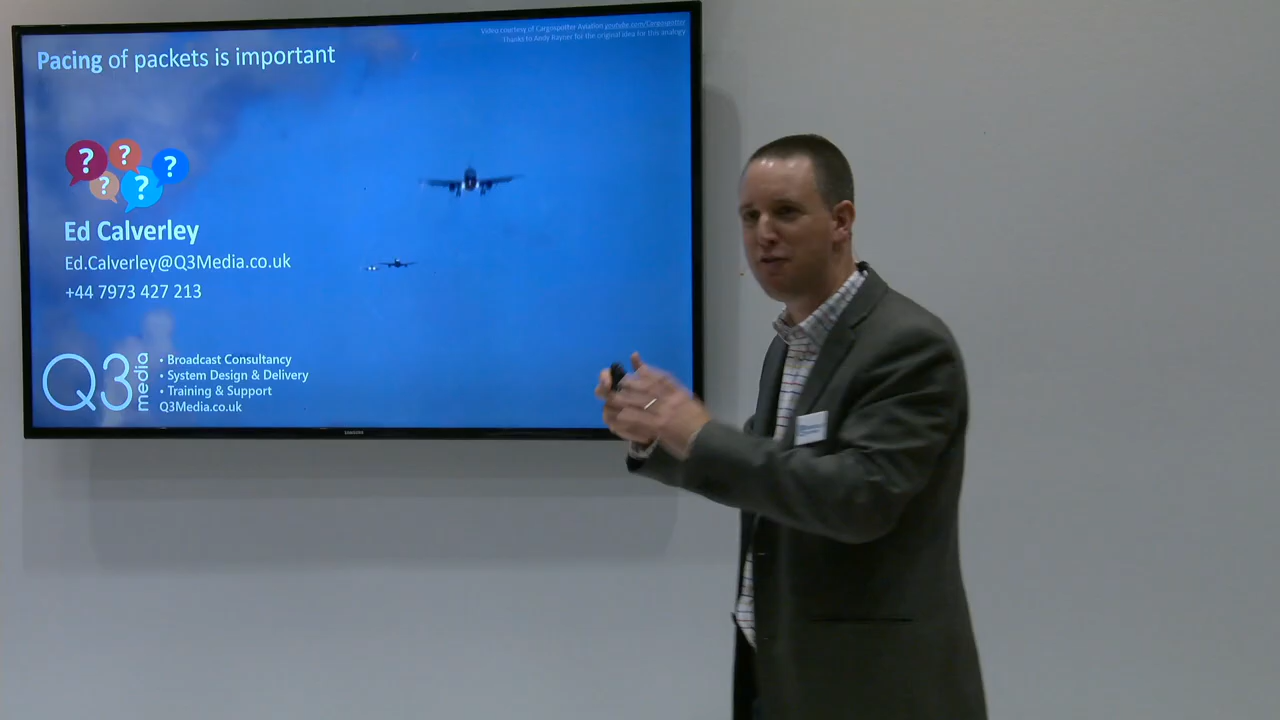 Video courtesy of Cargospotter Aviation youtube.com/Cargospotter
Thanks to Andy Rayner for the original idea for this analogy
Pacing of packets is important
? ? ? ? ?
Ed Calverley
Ed.Calverley@Q3Media.co.uk
+44 7973 427 213
Q3 media
• Broadcast Consultancy
• System Design & Delivery
• Training & Support
Q3Media.co.uk
SAMSUNG